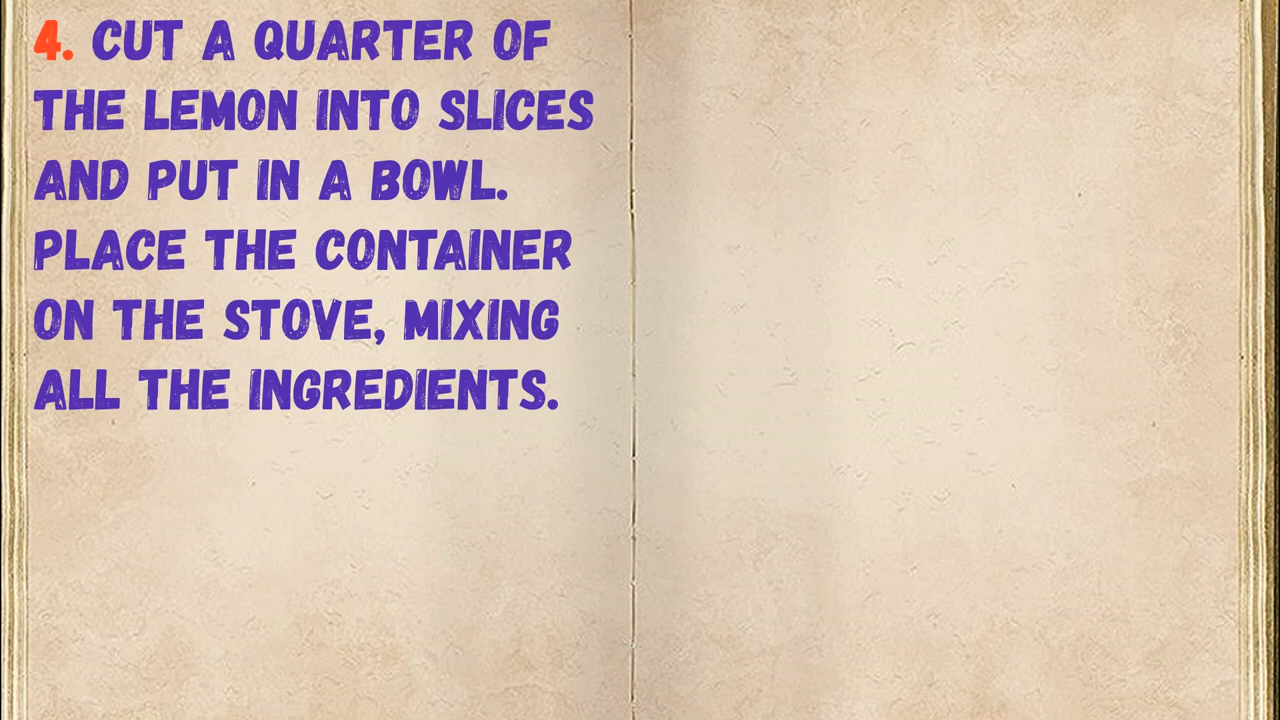 4. CUT A QUARTER OF
THE LEMON INTO SLICES
AND PUT IN A BOWL.
PLACE THE CONTAINER
ON THE STOVE, MIXING
ALL THE INGREDIENTS.